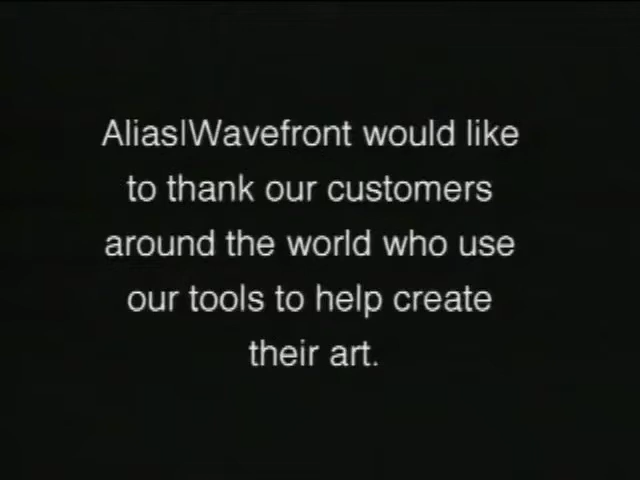 Alias|Wavefront would like
to thank our customers
around the world who use
our tools to help create
their art.